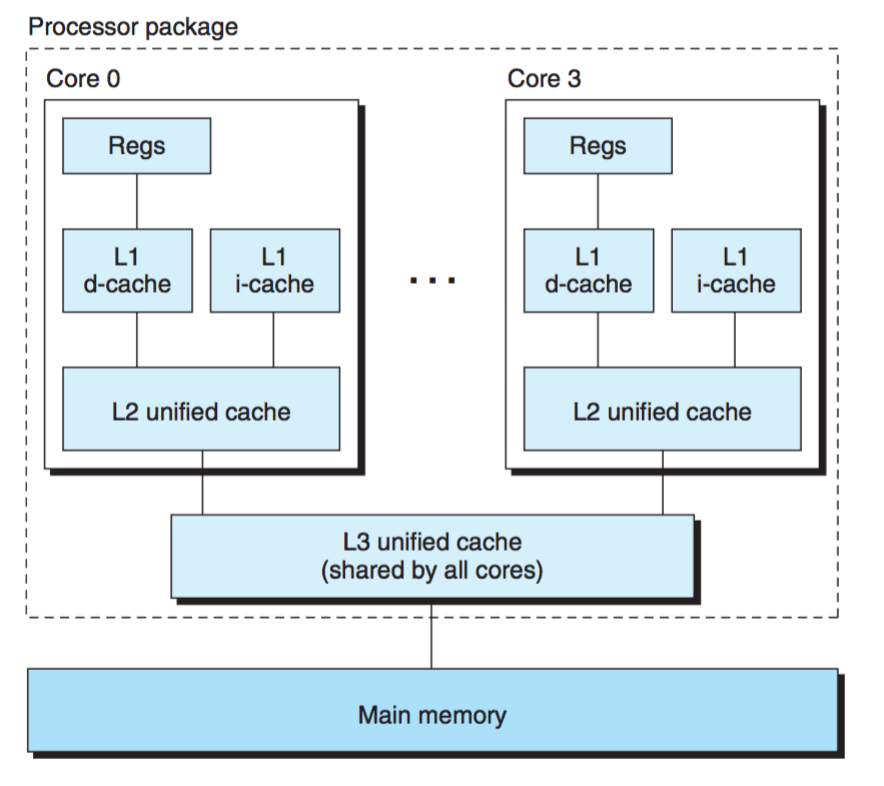 Processor package
Core 0
Core 3
Regs
Regs
L1
d-cache
L1
i-cache
. . .
L1
d-cache
L1
i-cache
L2 unified cache
L2 unified cache
L3 unified cache
(shared by all cores)
Main memory